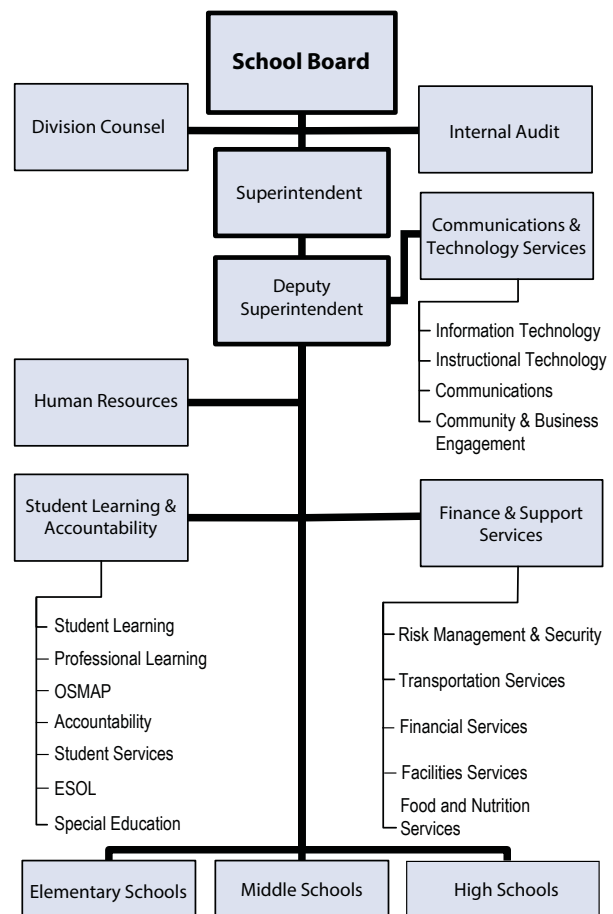 School Board
Division Counsel
Internal Audit
Superintendent
Communications &
Technology Services
Deputy
Superintendent
Information Technology
Instructional Technology
Communications
Community & Business
Engagement
Human Resources
Student Learning &
Accountability
Finance & Support
Services
Student Learning
Professional Learning
OSMAP
Accountability
Student Services
ESOL
Special Education
Risk Management & Security
Transportation Services
Financial Services
Facilities Services
Food and Nutrition
Services
Elementary Schools
Middle Schools
High Schools